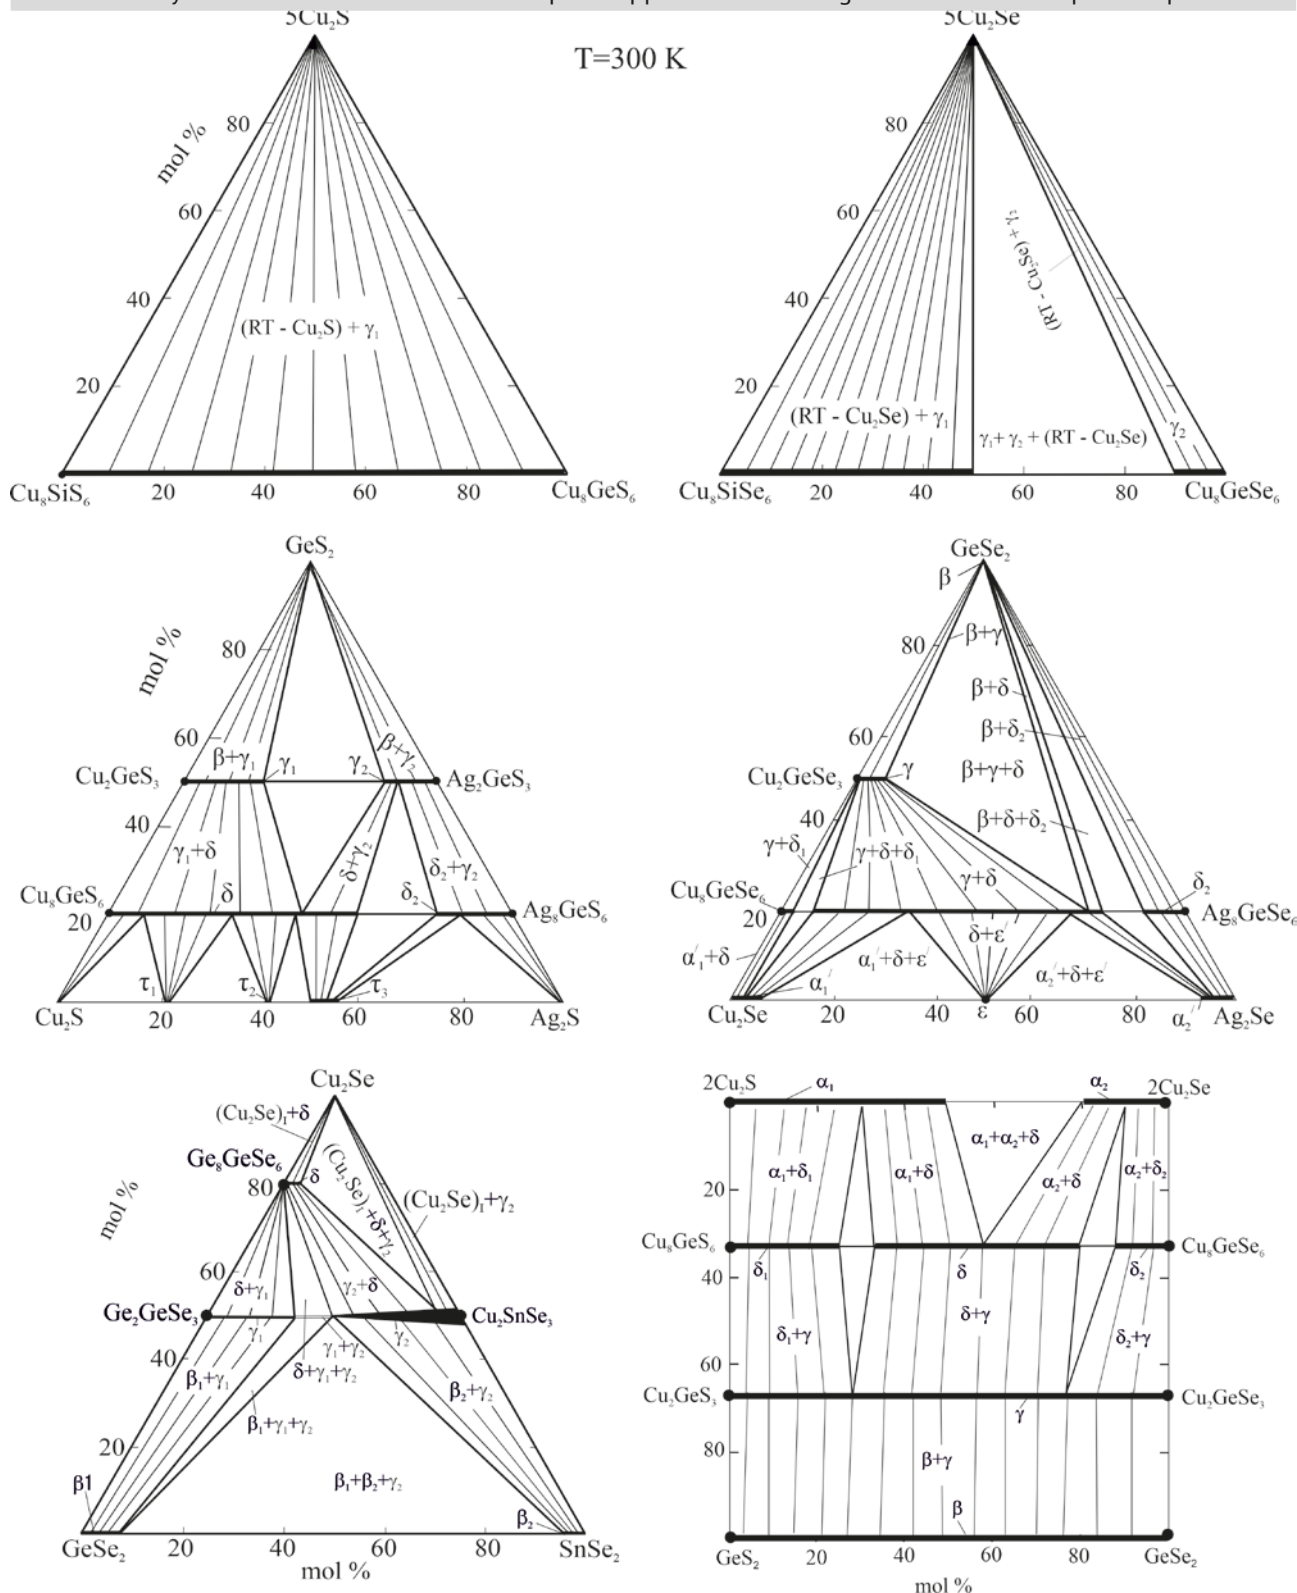 5Cu₂S
5Cu₂Se
T=300 K
mol %
80
60
40
20
(RT - Cu₂S) + γ₁
Cu₈SiS₆
20
40
60
80
Cu₈GeS₆
80
60
40
20
(RT - Cu₂Se) + γ₂
(RT - Cu₂Se) + γ₁
γ₁+ γ₂ + (RT - Cu₂Se)
γ₂
Cu₈SiSe₆
20
40
60
80
Cu₈GeSe₆
GeS₂
mol %
80
60
β+γ₁
γ₁
γ₂
β+γ₂
Cu₂GeS₃
Ag₂GeS₃
40
γ₁+δ
δ+γ₂
δ₂+γ₂
Cu₈GeS₆
δ
δ₂
Ag₈GeS₆
20
τ₁
τ₂
τ₃
Cu₂S
20
40
60
80
Ag₂S
GeSe₂
β
80
β+γ
β+δ
β+δ₂
60
β+γ+δ
Cu₂GeSe₃
γ
40
β+δ+δ₂
γ+δ₁
γ+δ+δ₁
γ+δ
Cu₈GeSe₆
δ₂
Ag₈GeSe₆
20
δ+ε′
α′₁+δ
α₁′+δ+ε′
α₂′+δ+ε′
α₁′
Cu₂Se
20
40
ε
60
80
α₂′
Ag₂Se
Cu₂Se
(Cu₂Se)₁+δ
Ge₈GeSe₆
mol %
80
δ
(Cu₂Se)₁+δ+γ₂
(Cu₂Se)₁+γ₂
60
δ+γ₁
γ₂+δ
Ge₂GeSe₃
Cu₂SnSe₃
γ₁
γ₂
γ₁+γ₂
40
δ+γ₁+γ₂
β₁+γ₁
β₂+γ₂
β₁+γ₁+γ₂
20
β1
β₁+β₂+γ₂
β₂
GeSe₂
20
40
60
80
SnSe₂
mol %
2Cu₂S
α₁
α₂
2Cu₂Se
α₁+α₂+δ
α₁+δ₁
α₁+δ
α₂+δ
α₂+δ₂
20
Cu₈GeS₆
Cu₈GeSe₆
δ₁
δ
δ₂
40
δ₁+γ
δ+γ
δ₂+γ
60
Cu₂GeS₃
Cu₂GeSe₃
γ
80
β+γ
β
GeS₂
20
40
60
80
GeSe₂
mol %